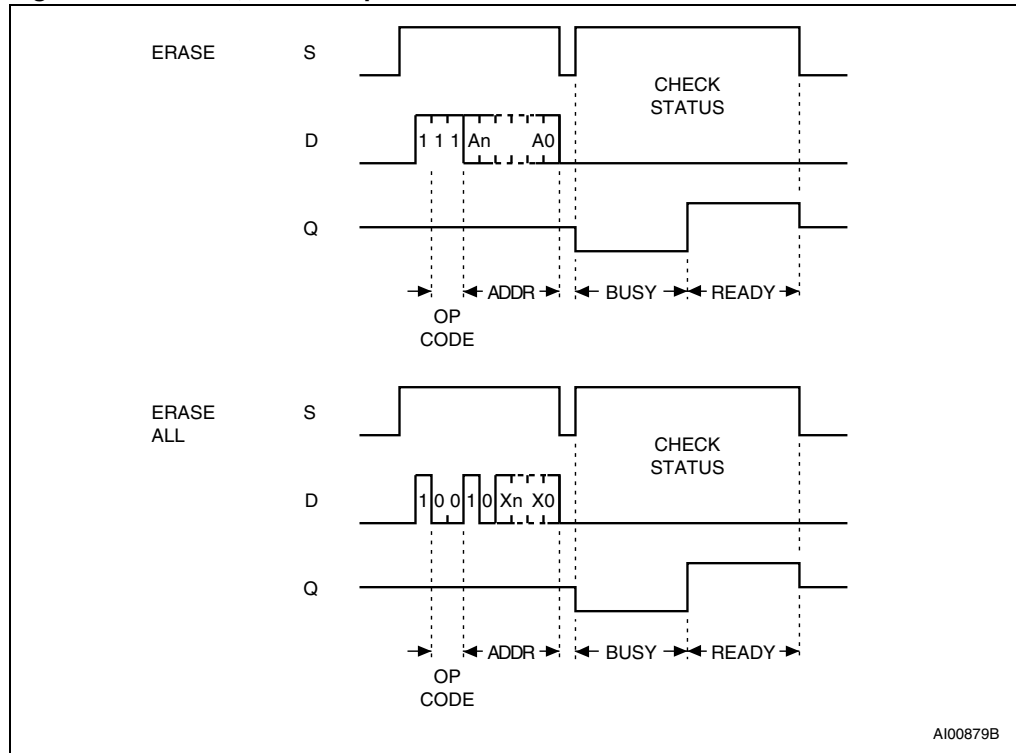 ERASE S
CHECK
STATUS
D 1 1 1 An A0
Q
ADDR BUSY READY
OP
CODE
ERASE
ALL
S
CHECK
STATUS
D 1 0 0 1 0 Xn X0
Q
ADDR BUSY READY
OP
CODE
AI00879B